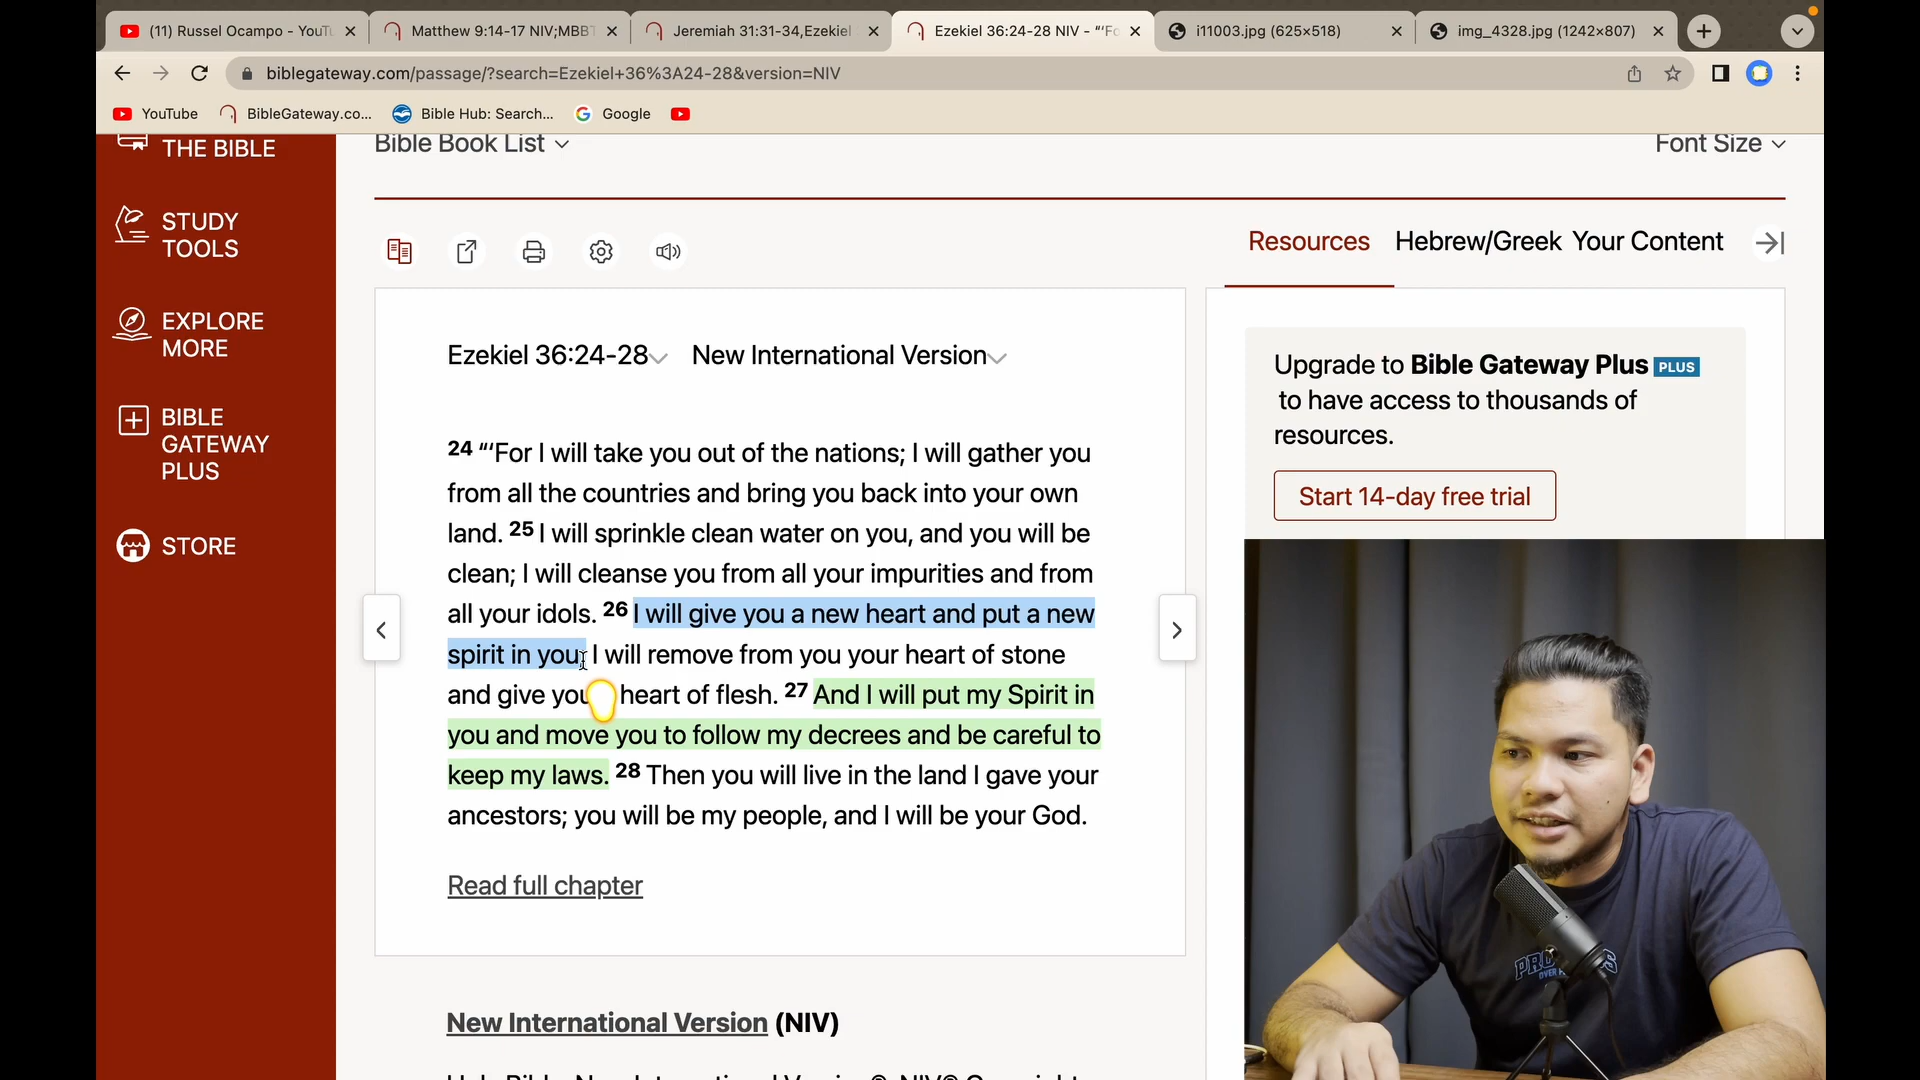 (11) Russel Ocampo - YouTu
Matthew 9:14-17 NIV;MBBT
Jeremiah 31:31-34,Ezekiel
Ezekiel 36:24-28 NIV - “‘Fo
i11003.jpg (625×518)
img_4328.jpg (1242×807)
biblegateway.com/passage/?search=Ezekiel+36%3A24-28&version=NIV
YouTube
BibleGateway.co...
Bible Hub: Search...
Google
THE BIBLE
STUDY
TOOLS
EXPLORE
MORE
BIBLE
GATEWAY
PLUS
STORE
Bible Book List
Font Size
Resources
Hebrew/Greek
Your Content
Ezekiel 36:24-28
New International Version
24 “‘For I will take you out of the nations; I will gather you
from all the countries and bring you back into your own
land. 25 I will sprinkle clean water on you, and you will be
clean; I will cleanse you from all your impurities and from
all your idols. 26 I will give you a new heart and put a new
spirit in you; I will remove from you your heart of stone
and give you heart of flesh. 27 And I will put my Spirit in
you and move you to follow my decrees and be careful to
keep my laws. 28 Then you will live in the land I gave your
ancestors; you will be my people, and I will be your God.
Read full chapter
New International Version (NIV)
Upgrade to Bible Gateway Plus PLUS
to have access to thousands of
resources.
Start 14-day free trial